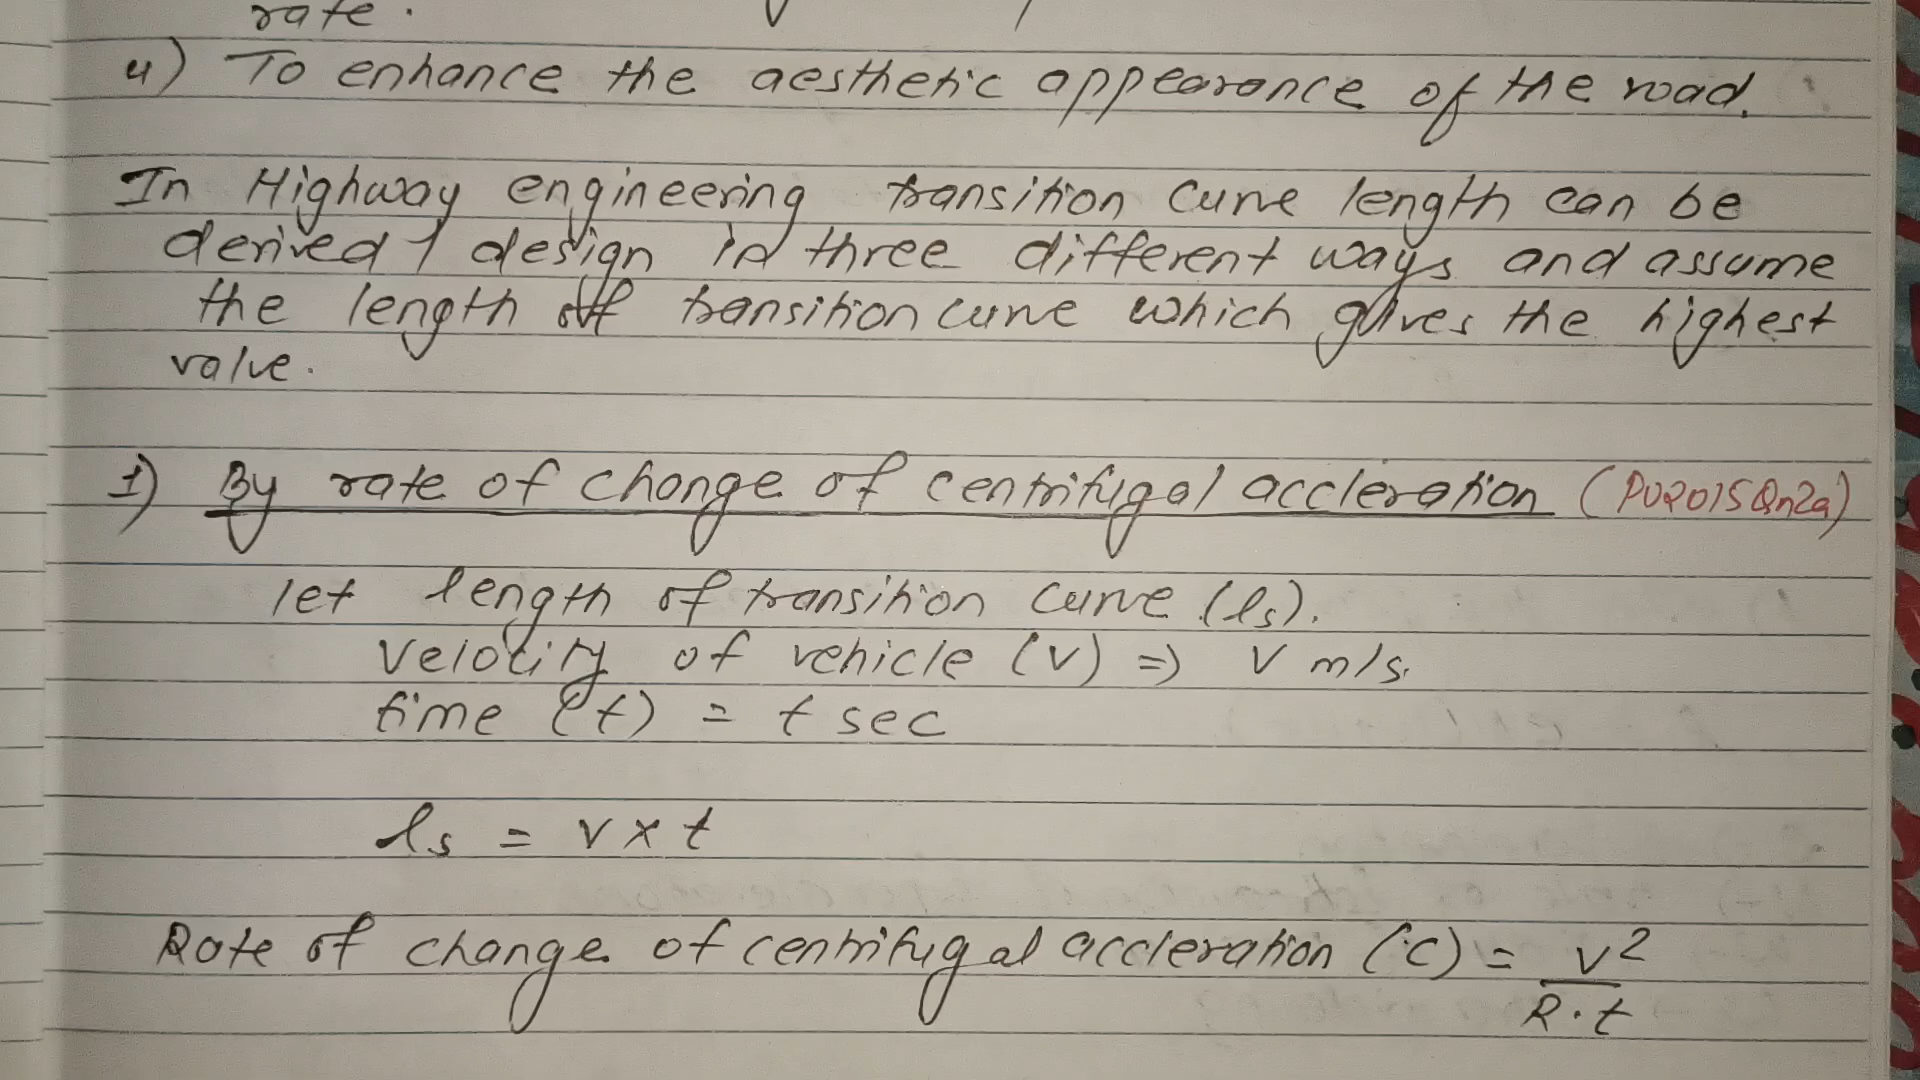 rate.
4) To enhance the aesthetic appearance of the road.
In Highway engineering transition curve length can be
derived / design in three different ways and assume
the length off transition curve which gives the highest
value.
1) By rate of change of centrifugal accleration (PU2015Qn2a)
let length of transition curve (ls).
Velocity of vehicle (v) => V m/s.
time (t) = t sec
ls = v x t
Rate of change of centrifugal accleration (c) = v²
R.t